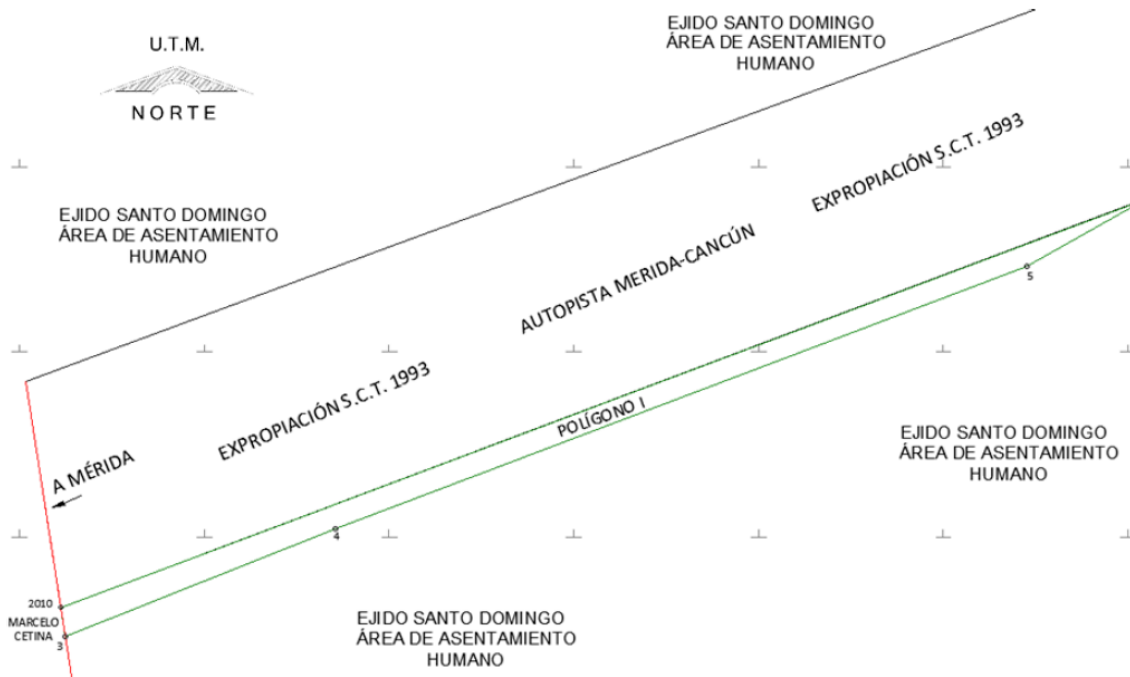 U.T.M.
NORTE
EJIDO SANTO DOMINGO
ÁREA DE ASENTAMIENTO
HUMANO
EJIDO SANTO DOMINGO
ÁREA DE ASENTAMIENTO
HUMANO
EXPROPIACIÓN S.C.T. 1993
AUTOPISTA MERIDA-CANCÚN
EXPROPIACIÓN S.C.T. 1993
A MÉRIDA
POLÍGONO I
5
4
EJIDO SANTO DOMINGO
ÁREA DE ASENTAMIENTO
HUMANO
2010
MARCELO
CETINA
3
EJIDO SANTO DOMINGO
ÁREA DE ASENTAMIENTO
HUMANO